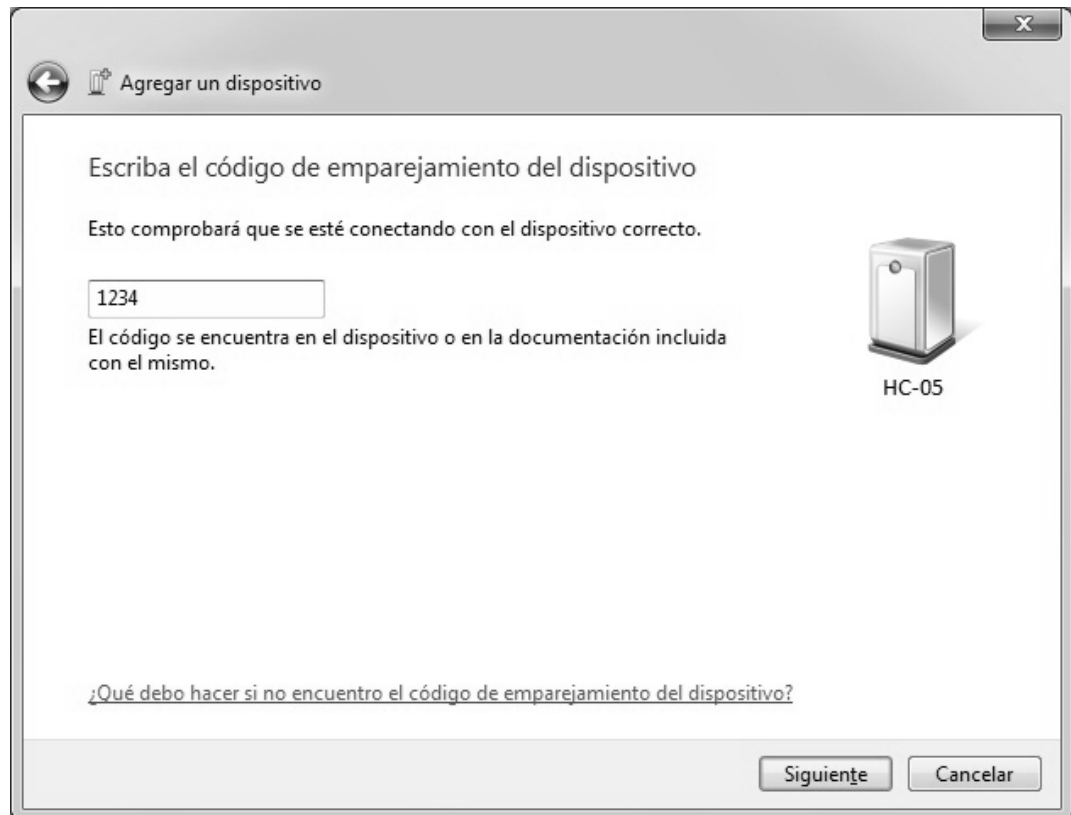 X
Agregar un dispositivo
Escriba el código de emparejamiento del dispositivo
Esto comprobará que se esté conectando con el dispositivo correcto.
1234
El código se encuentra en el dispositivo o en la documentación incluida
con el mismo.
HC-05
¿Qué debo hacer si no encuentro el código de emparejamiento del dispositivo?
Siguiente
Cancelar